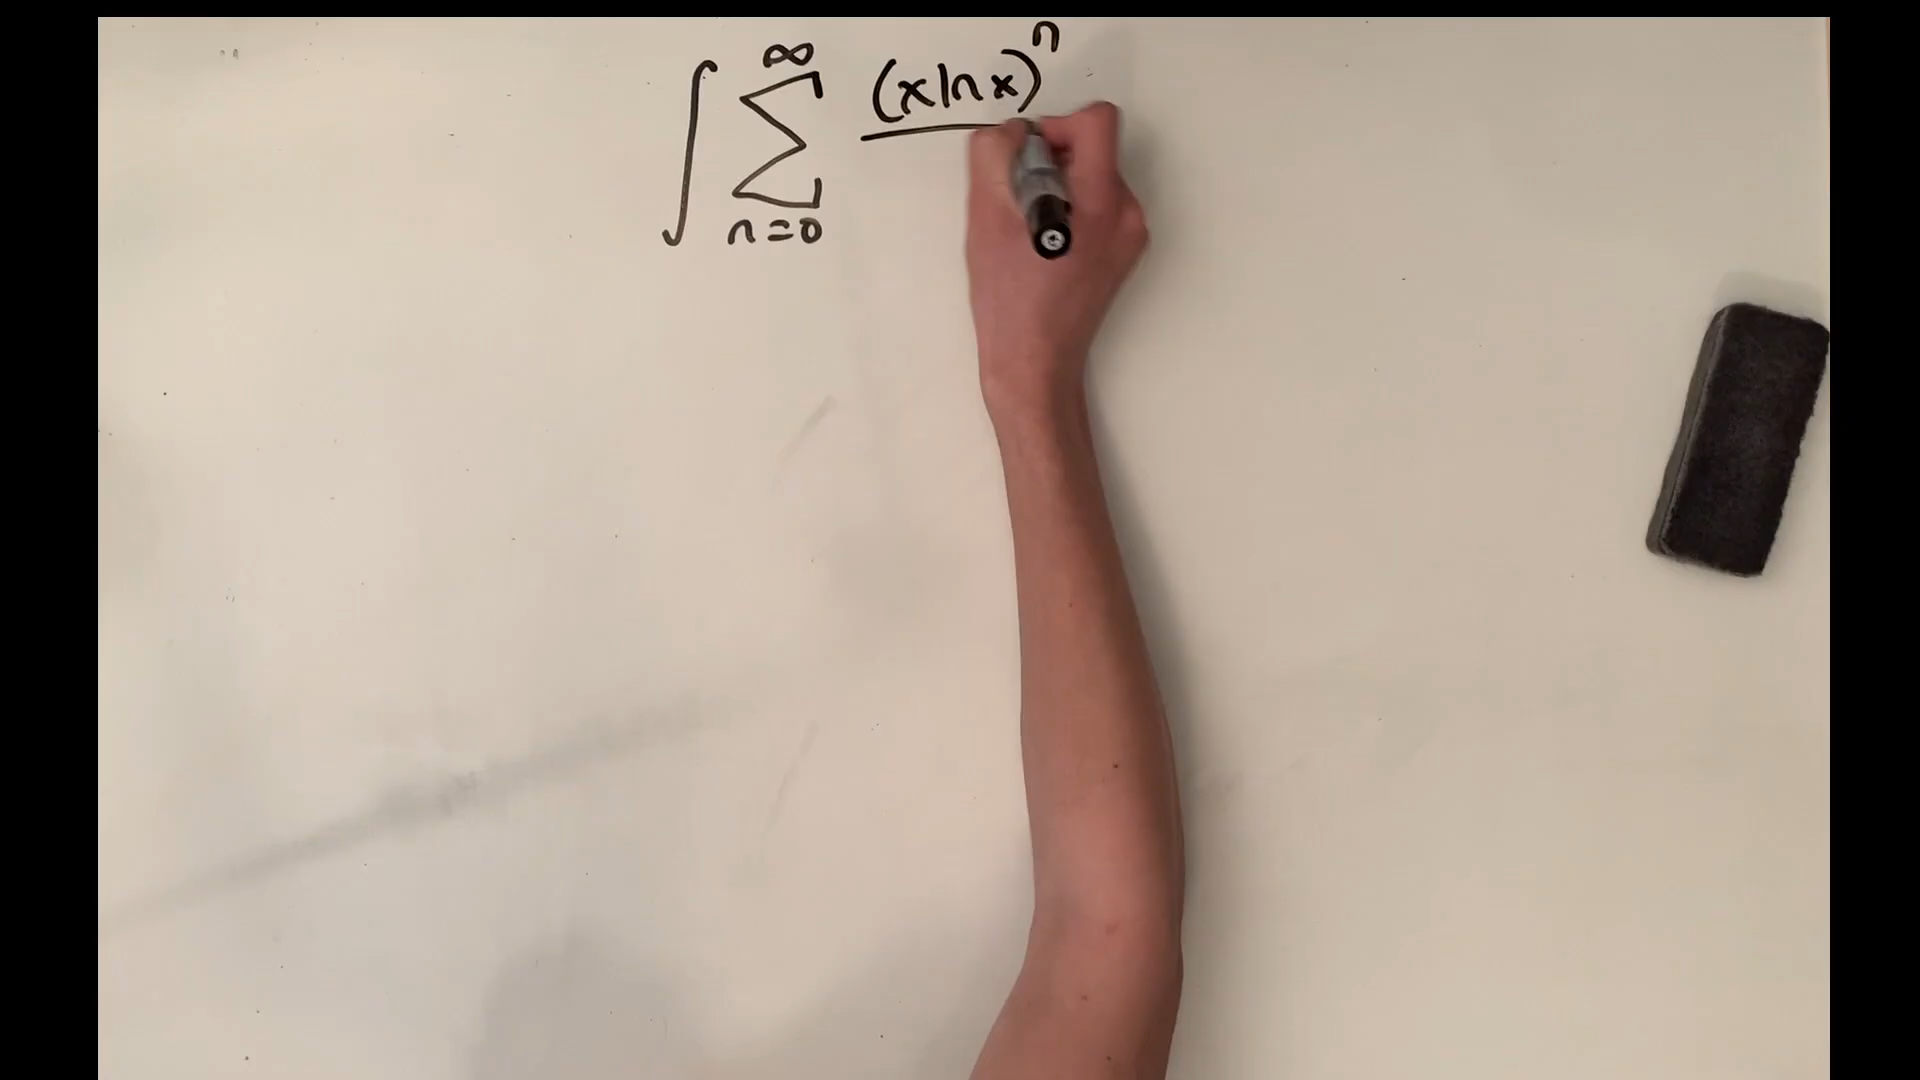 ∫ ∑_{n=0}^{∞} (x ln x)^n